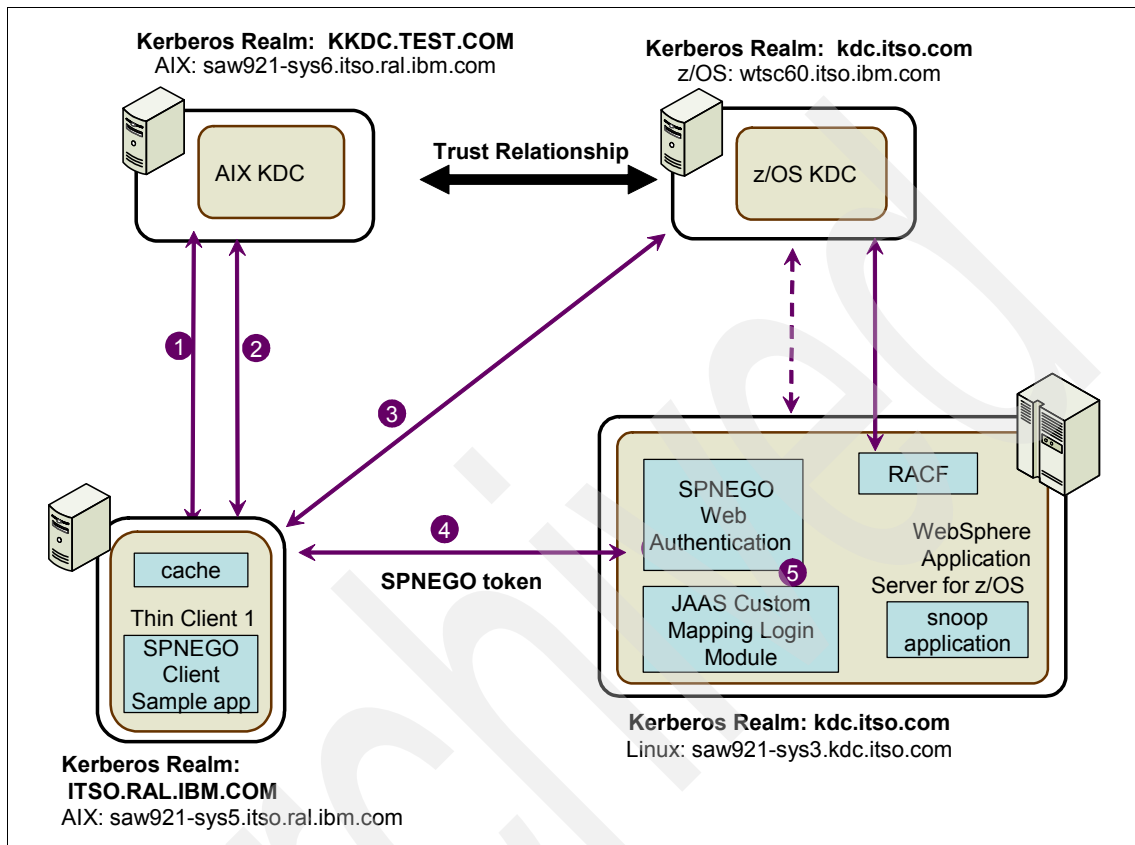 Kerberos Realm: KKDC.TEST.COM
AIX: saw921-sys6.itso.ral.ibm.com
Kerberos Realm: kdc.itso.com
z/OS: wtsc60.itso.ibm.com
AIX KDC
Trust Relationship
z/OS KDC
1
2
3
4
SPNEGO token
cache
Thin Client 1
SPNEGO
Client
Sample app
SPNEGO
Web
Authentication
5
JAAS Custom
Mapping Login
Module
RACF
WebSphere
Application
Server for z/OS
snoop
application
Kerberos Realm: kdc.itso.com
Linux: saw921-sys3.kdc.itso.com
Kerberos Realm:
ITSO.RAL.IBM.COM
AIX: saw921-sys5.itso.ral.ibm.com